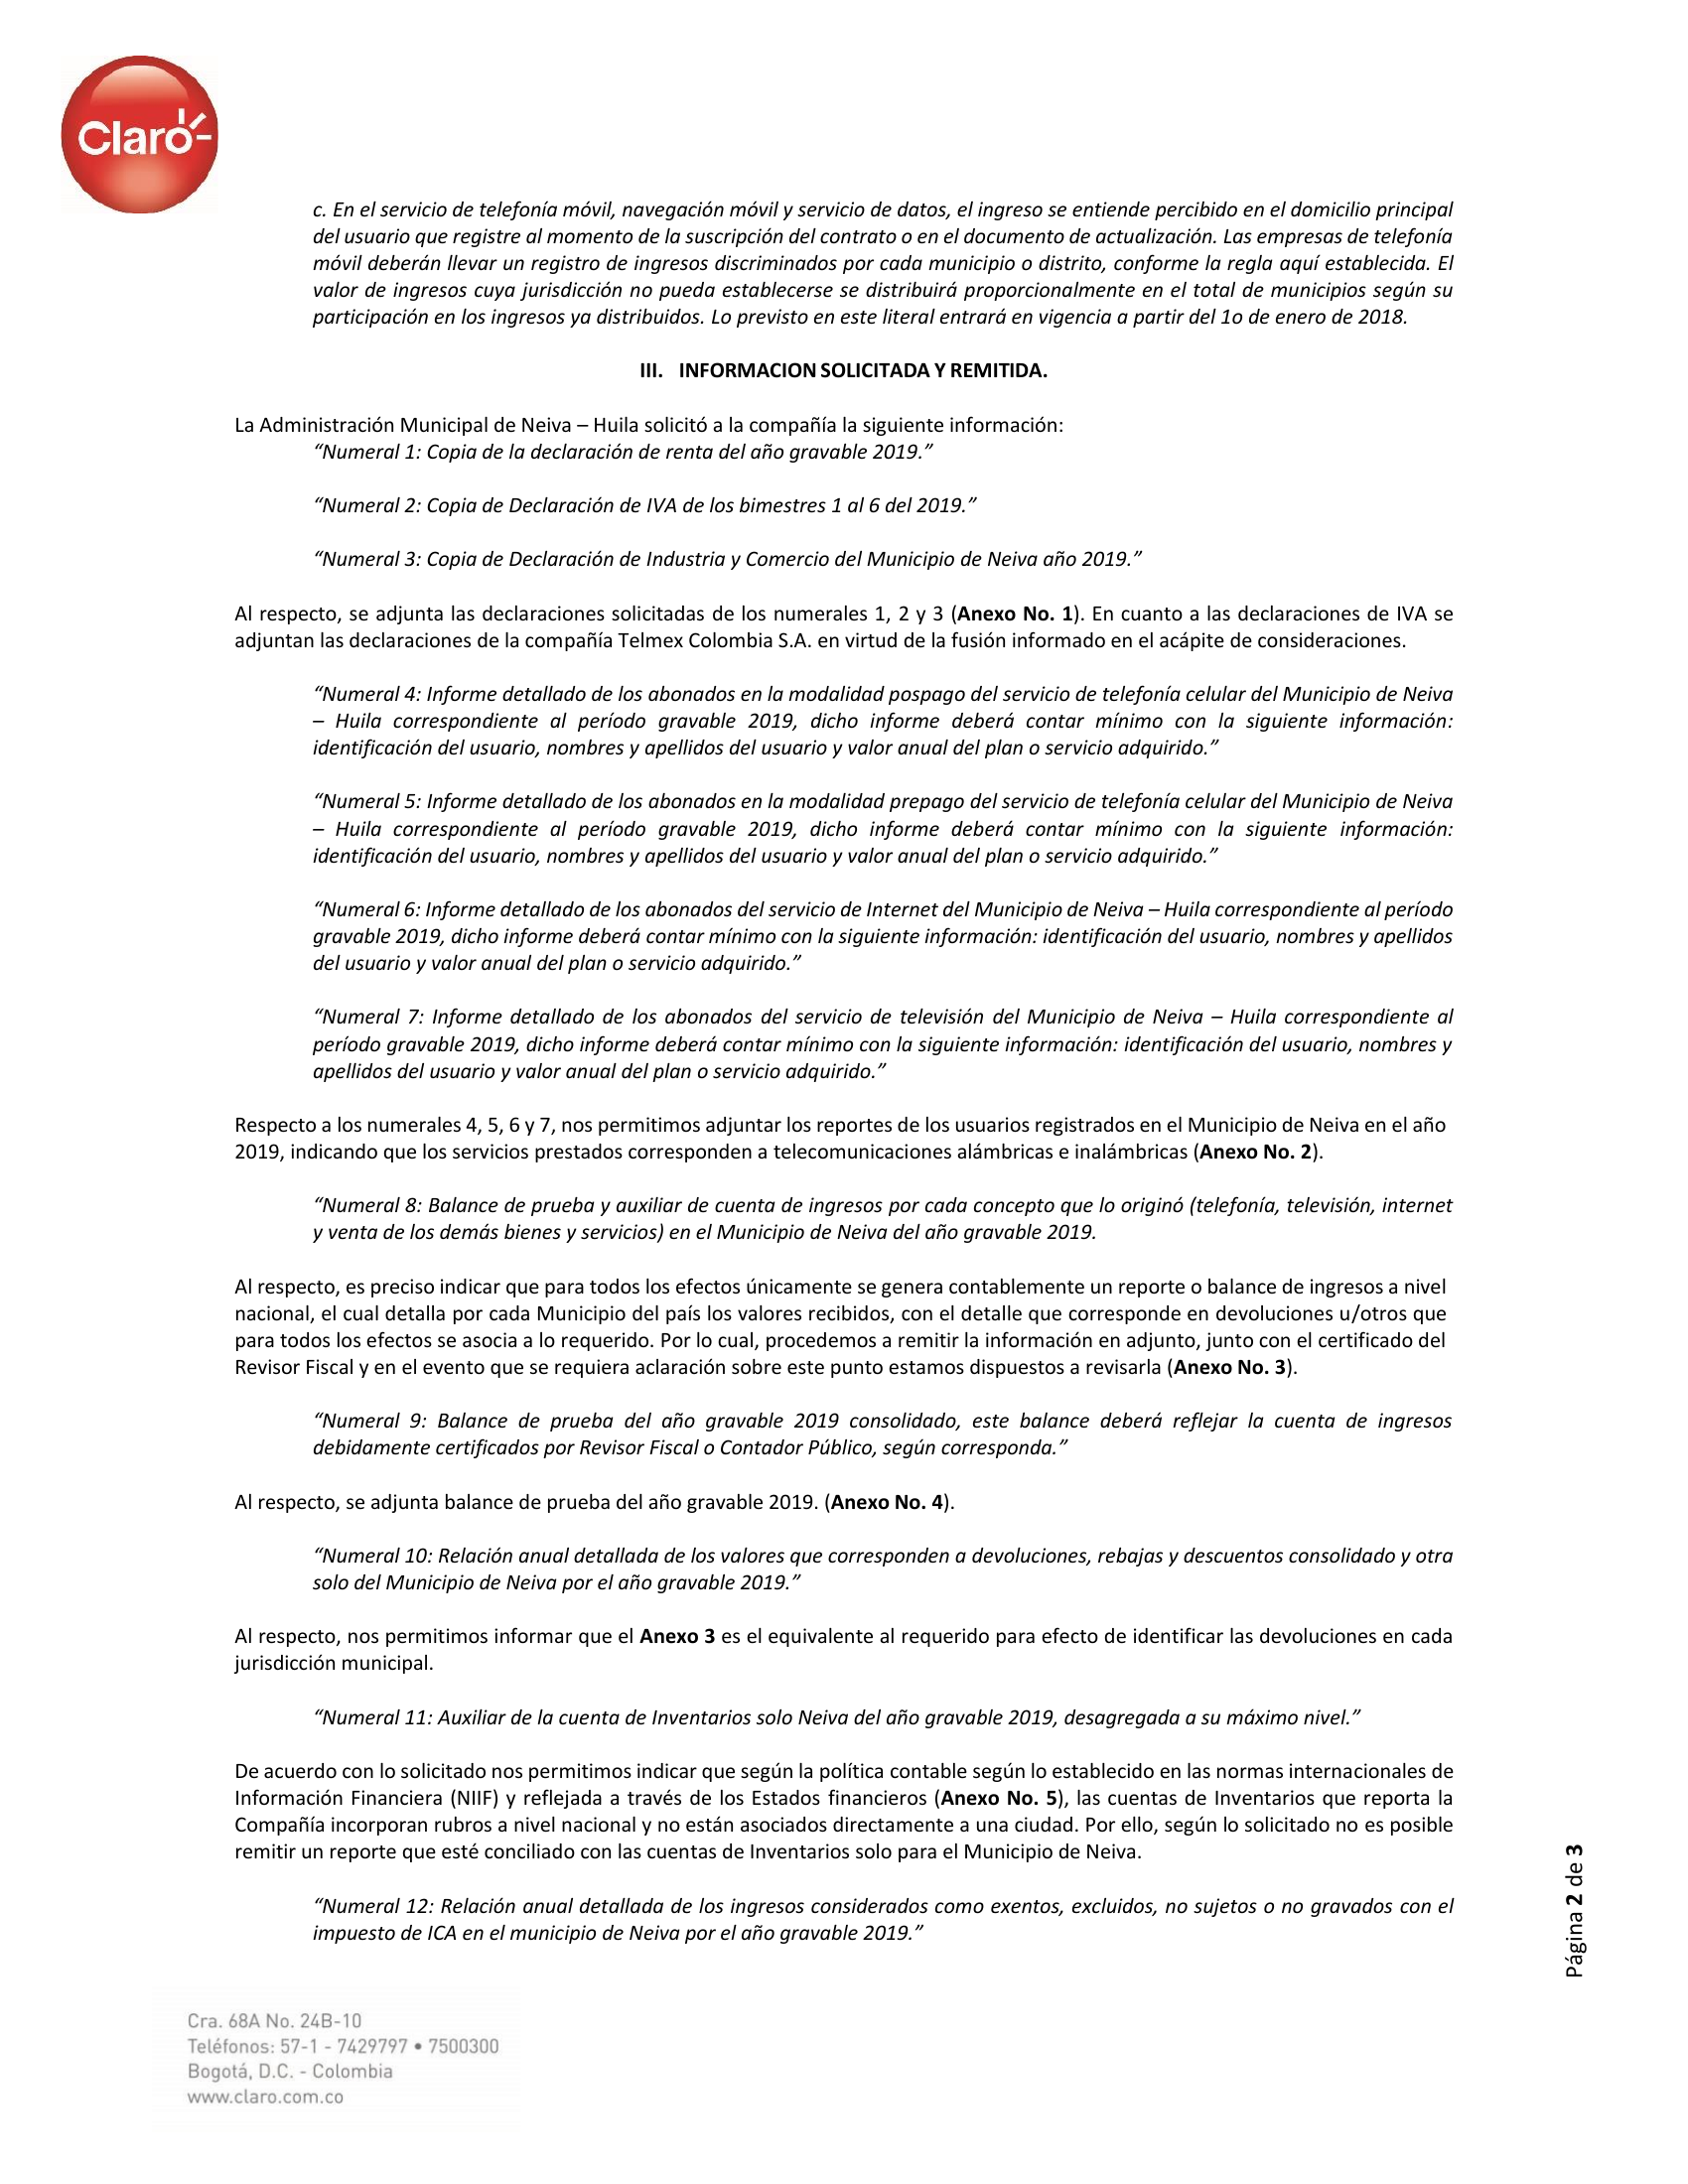 Claro
c. En el servicio de telefonía móvil, navegación móvil y servicio de datos, el ingreso se entiende percibido en el domicilio principal
del usuario que registre al momento de la suscripción del contrato o en el documento de actualización. Las empresas de telefonía
móvil deberán llevar un registro de ingresos discriminados por cada municipio o distrito, conforme la regla aquí establecida. El
valor de ingresos cuya jurisdicción no pueda establecerse se distribuirá proporcionalmente en el total de municipios según su
participación en los ingresos ya distribuidos. Lo previsto en este literal entrará en vigencia a partir del 1o de enero de 2018.
III. INFORMACION SOLICITADA Y REMITIDA.
La Administración Municipal de Neiva – Huila solicitó a la compañía la siguiente información:
“Numeral 1: Copia de la declaración de renta del año gravable 2019.”
“Numeral 2: Copia de Declaración de IVA de los bimestres 1 al 6 del 2019.”
“Numeral 3: Copia de Declaración de Industria y Comercio del Municipio de Neiva año 2019.”
Al respecto, se adjunta las declaraciones solicitadas de los numerales 1, 2 y 3 (Anexo No. 1). En cuanto a las declaraciones de IVA se
adjuntan las declaraciones de la compañía Telmex Colombia S.A. en virtud de la fusión informado en el acápite de consideraciones.
“Numeral 4: Informe detallado de los abonados en la modalidad pospago del servicio de telefonía celular del Municipio de Neiva
– Huila correspondiente al período gravable 2019, dicho informe deberá contar mínimo con la siguiente información:
identificación del usuario, nombres y apellidos del usuario y valor anual del plan o servicio adquirido.”
“Numeral 5: Informe detallado de los abonados en la modalidad prepago del servicio de telefonía celular del Municipio de Neiva
– Huila correspondiente al período gravable 2019, dicho informe deberá contar mínimo con la siguiente información:
identificación del usuario, nombres y apellidos del usuario y valor anual del plan o servicio adquirido.”
“Numeral 6: Informe detallado de los abonados del servicio de Internet del Municipio de Neiva – Huila correspondiente al período
gravable 2019, dicho informe deberá contar mínimo con la siguiente información: identificación del usuario, nombres y apellidos
del usuario y valor anual del plan o servicio adquirido.”
“Numeral 7: Informe detallado de los abonados del servicio de televisión del Municipio de Neiva – Huila correspondiente al
período gravable 2019, dicho informe deberá contar mínimo con la siguiente información: identificación del usuario, nombres y
apellidos del usuario y valor anual del plan o servicio adquirido.”
Respecto a los numerales 4, 5, 6 y 7, nos permitimos adjuntar los reportes de los usuarios registrados en el Municipio de Neiva en el año
2019, indicando que los servicios prestados corresponden a telecomunicaciones alámbricas e inalámbricas (Anexo No. 2).
“Numeral 8: Balance de prueba y auxiliar de cuenta de ingresos por cada concepto que lo originó (telefonía, televisión, internet
y venta de los demás bienes y servicios) en el Municipio de Neiva del año gravable 2019.
Al respecto, es preciso indicar que para todos los efectos únicamente se genera contablemente un reporte o balance de ingresos a nivel
nacional, el cual detalla por cada Municipio del país los valores recibidos, con el detalle que corresponde en devoluciones u/otros que
para todos los efectos se asocia a lo requerido. Por lo cual, procedemos a remitir la información en adjunto, junto con el certificado del
Revisor Fiscal y en el evento que se requiera aclaración sobre este punto estamos dispuestos a revisarla (Anexo No. 3).
“Numeral 9: Balance de prueba del año gravable 2019 consolidado, este balance deberá reflejar la cuenta de ingresos
debidamente certificados por Revisor Fiscal o Contador Público, según corresponda.”
Al respecto, se adjunta balance de prueba del año gravable 2019. (Anexo No. 4).
“Numeral 10: Relación anual detallada de los valores que corresponden a devoluciones, rebajas y descuentos consolidado y otra
solo del Municipio de Neiva por el año gravable 2019.”
Al respecto, nos permitimos informar que el Anexo 3 es el equivalente al requerido para efecto de identificar las devoluciones en cada
jurisdicción municipal.
“Numeral 11: Auxiliar de la cuenta de Inventarios solo Neiva del año gravable 2019, desagregada a su máximo nivel.”
De acuerdo con lo solicitado nos permitimos indicar que según la política contable según lo establecido en las normas internacionales de
Información Financiera (NIIF) y reflejada a través de los Estados financieros (Anexo No. 5), las cuentas de Inventarios que reporta la
Compañía incorporan rubros a nivel nacional y no están asociados directamente a una ciudad. Por ello, según lo solicitado no es posible
remitir un reporte que esté conciliado con las cuentas de Inventarios solo para el Municipio de Neiva.
“Numeral 12: Relación anual detallada de los ingresos considerados como exentos, excluidos, no sujetos o no gravados con el
impuesto de ICA en el municipio de Neiva por el año gravable 2019.”
Página 2 de 3
Cra. 68A No. 24B-10
Teléfonos: 57-1 - 7429797 • 7500300
Bogotá, D.C. - Colombia
www.claro.com.co